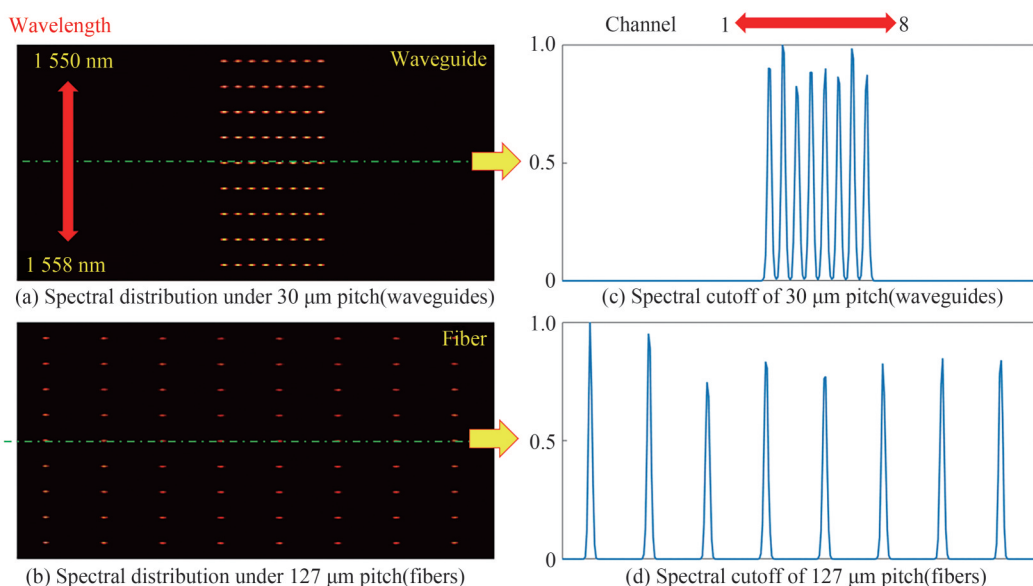 Wavelength
1 550 nm
Waveguide
1 558 nm
(a) Spectral distribution under 30 μm pitch(waveguides)
Channel
1
8
1.0
0.5
0
(c) Spectral cutoff of 30 μm pitch(waveguides)
Fiber
(b) Spectral distribution under 127 μm pitch(fibers)
1.0
0.5
0
(d) Spectral cutoff of 127 μm pitch(fibers)